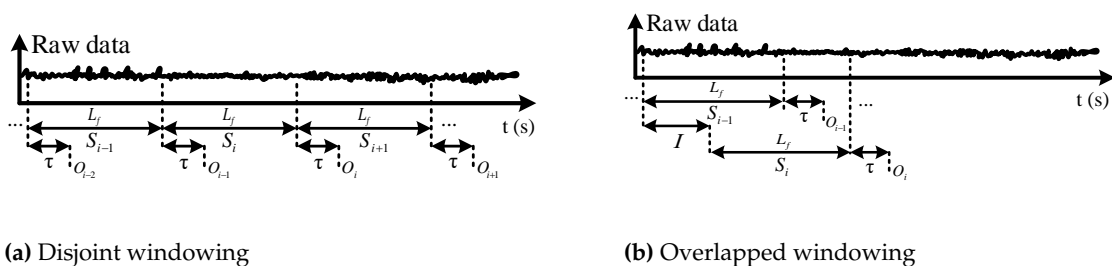 Raw data
... L_f L_f L_f ... t (s)
S_{i-1} S_i S_{i+1}
τ τ τ τ
O_{i-2} O_{i-1} O_i O_{i+1}
(a) Disjoint windowing
Raw data
t (s)
... L_f ...
S_{i-1} τ O_{i-1}
I L_f
S_i τ O_i
(b) Overlapped windowing